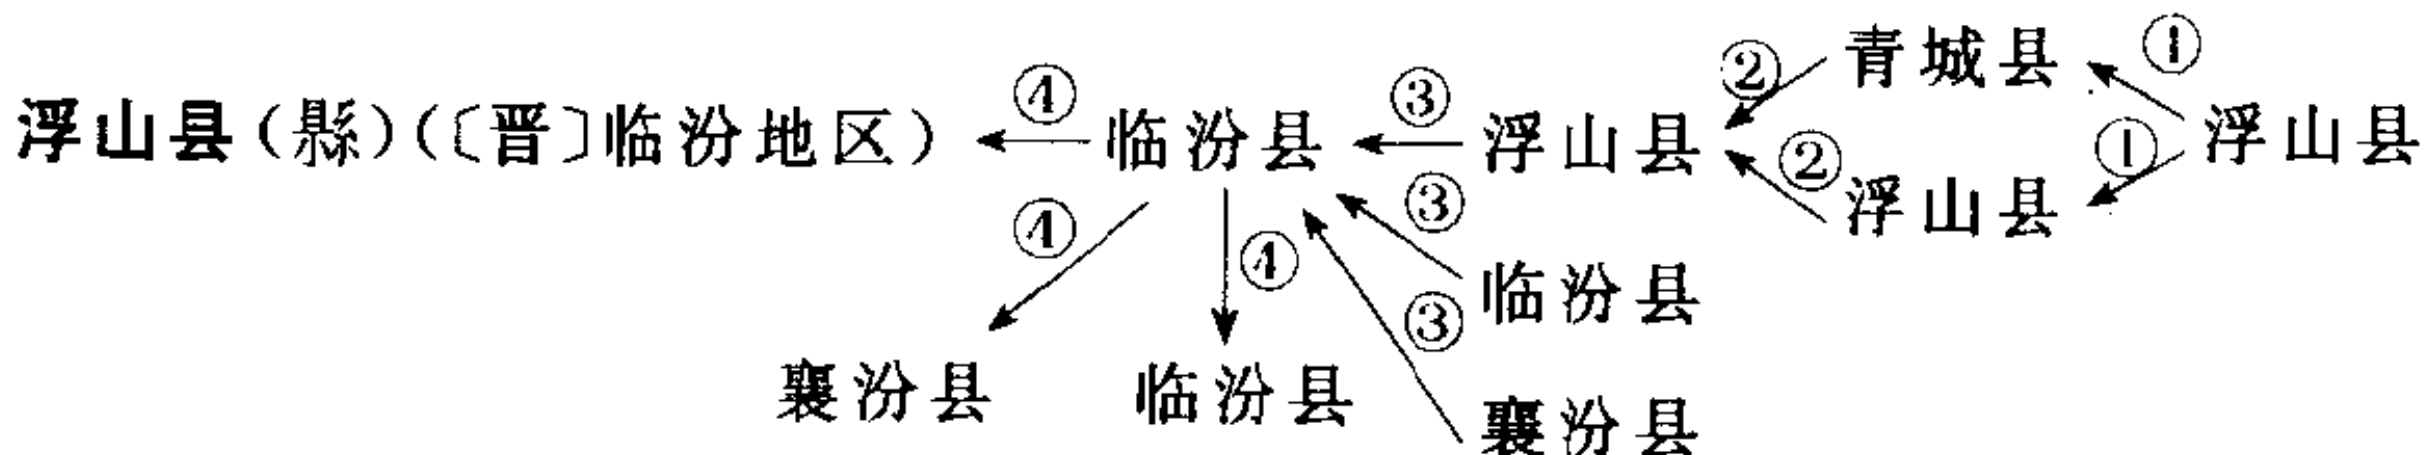 青城县 ①
②
浮山县(縣)(〔晋〕临汾地区) ④ 临汾县 ③ 浮山县 ① 浮山县
②
④ ③ 浮山县
④ ③ 临汾县
襄汾县 临汾县 襄汾县